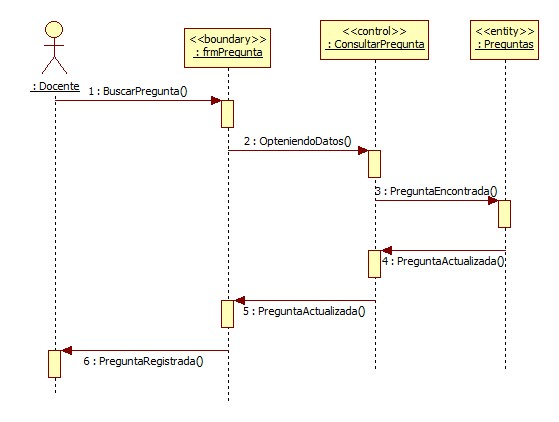 <<boundary>>
: frmPregunta
<<control>>
: ConsultarPregunta
<<entity>>
: Preguntas
: Docente
1 : BuscarPregunta()
2 : OpteniendoDatos()
3 : PreguntaEncontrada()
4 : PreguntaActualizada()
5 : PreguntaActualizada()
6 : PreguntaRegistrada()